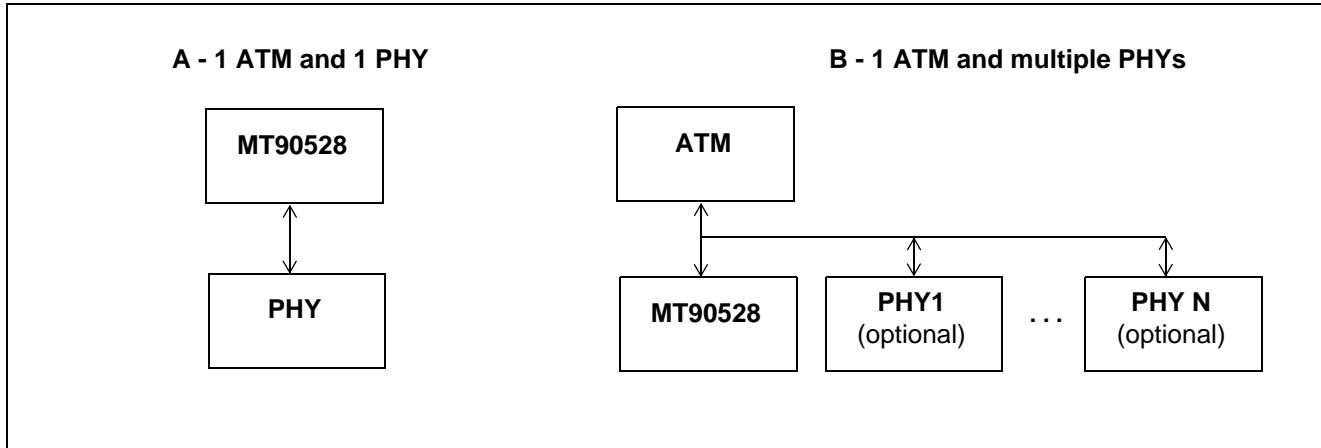 A - 1 ATM and 1 PHY
B - 1 ATM and multiple PHYs
MT90528
ATM
PHY
MT90528
PHY1
(optional)
. . .
PHY N
(optional)